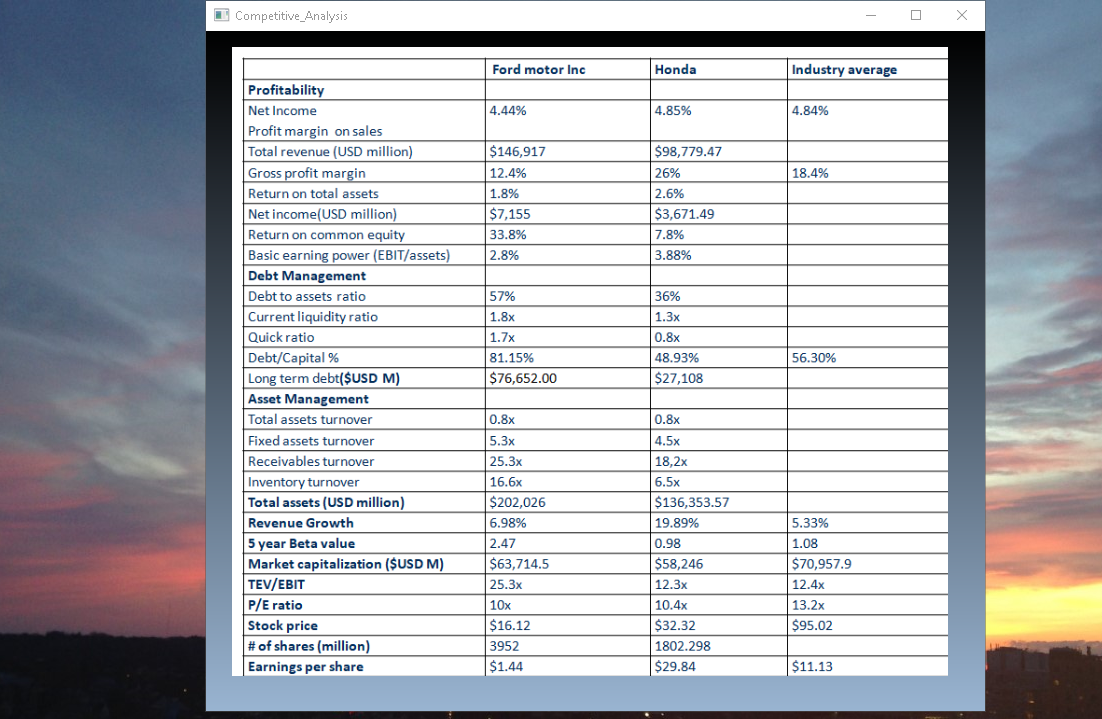 Competitive_Analysis
Ford motor Inc Honda Industry average
Profitability
Net Income 4.44% 4.85% 4.84%
Profit margin on sales
Total revenue (USD million) $146,917 $98,779.47
Gross profit margin 12.4% 26% 18.4%
Return on total assets 1.8% 2.6%
Net income(USD million) $7,155 $3,671.49
Return on common equity 33.8% 7.8%
Basic earning power (EBIT/assets) 2.8% 3.88%
Debt Management
Debt to assets ratio 57% 36%
Current liquidity ratio 1.8x 1.3x
Quick ratio 1.7x 0.8x
Debt/Capital % 81.15% 48.93% 56.30%
Long term debt($USD M) $76,652.00 $27,108
Asset Management
Total assets turnover 0.8x 0.8x
Fixed assets turnover 5.3x 4.5x
Receivables turnover 25.3x 18,2x
Inventory turnover 16.6x 6.5x
Total assets (USD million) $202,026 $136,353.57
Revenue Growth 6.98% 19.89% 5.33%
5 year Beta value 2.47 0.98 1.08
Market capitalization ($USD M) $63,714.5 $58,246 $70,957.9
TEV/EBIT 25.3x 12.3x 12.4x
P/E ratio 10x 10.4x 13.2x
Stock price $16.12 $32.32 $95.02
# of shares (million) 3952 1802.298
Earnings per share $1.44 $29.84 $11.13